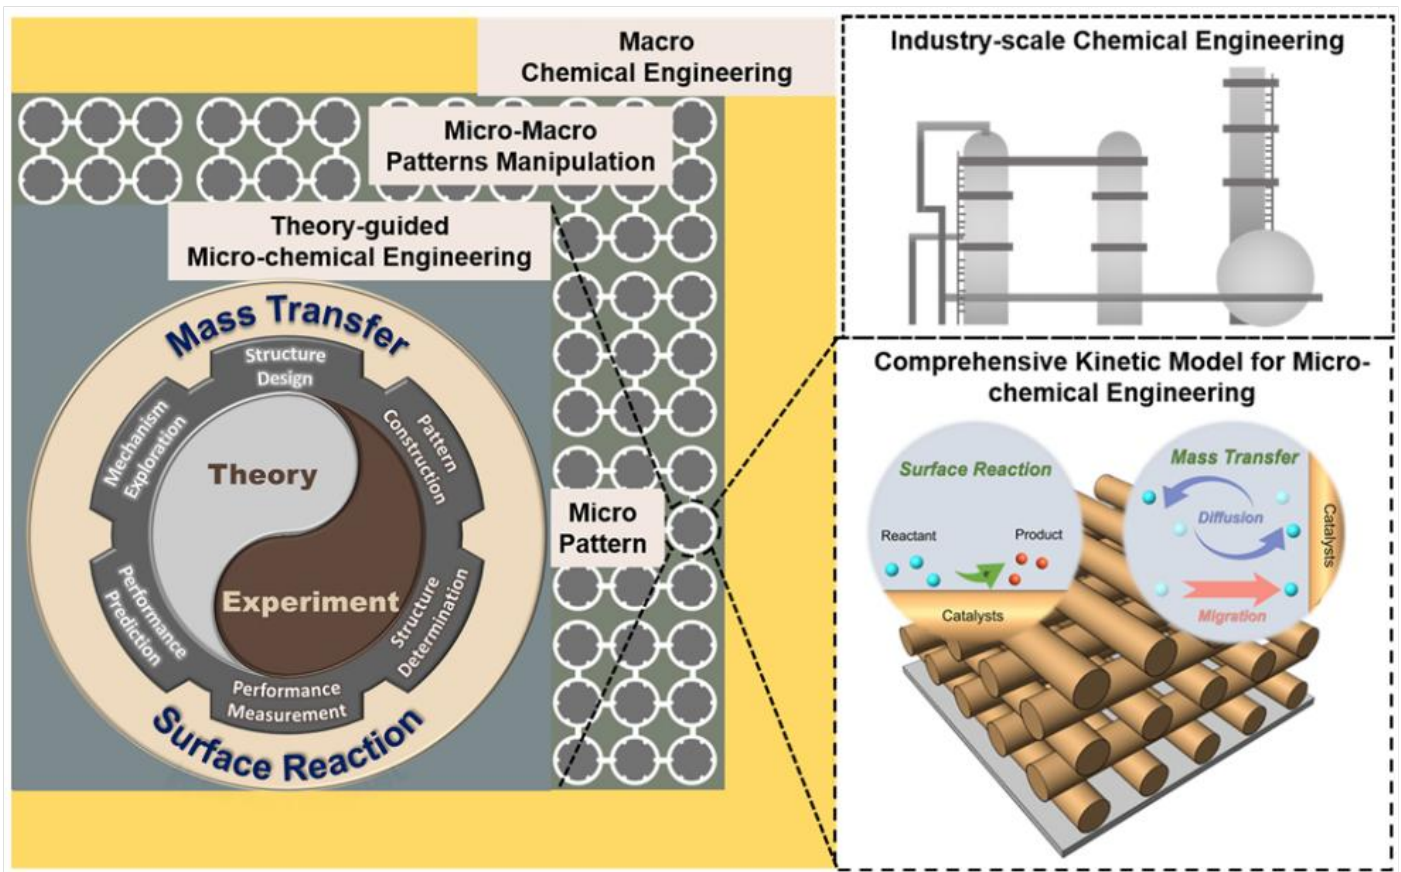 Macro
Chemical Engineering
Micro-Macro
Patterns Manipulation
Theory-guided
Micro-chemical Engineering
Mass Transfer
Structure
Design
Mechanism
Exploration
Pattern
Construction
Theory
Experiment
Performance
Prediction
Structure
Determination
Performance
Measurement
Surface Reaction
Micro
Pattern
Industry-scale Chemical Engineering
Comprehensive Kinetic Model for Micro-
chemical Engineering
Surface Reaction
Reactant
Product
Catalysts
Mass Transfer
Diffusion
Migration
Catalysts